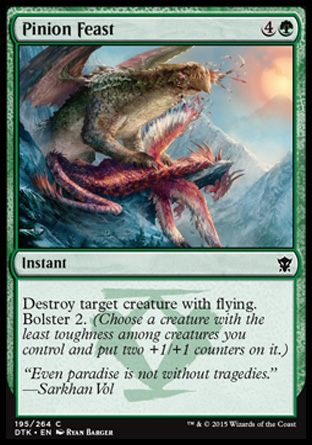 Pinion Feast 4
Instant
Destroy target creature with flying.
Bolster 2. (Choose a creature with the
least toughness among creatures you
control and put two +1/+1 counters on it.)
“Even paradise is not without tragedies.”
—Sarkhan Vol
195/264 C
DTK • EN Ryan Barger
™ & © 2015 Wizards of the Coast